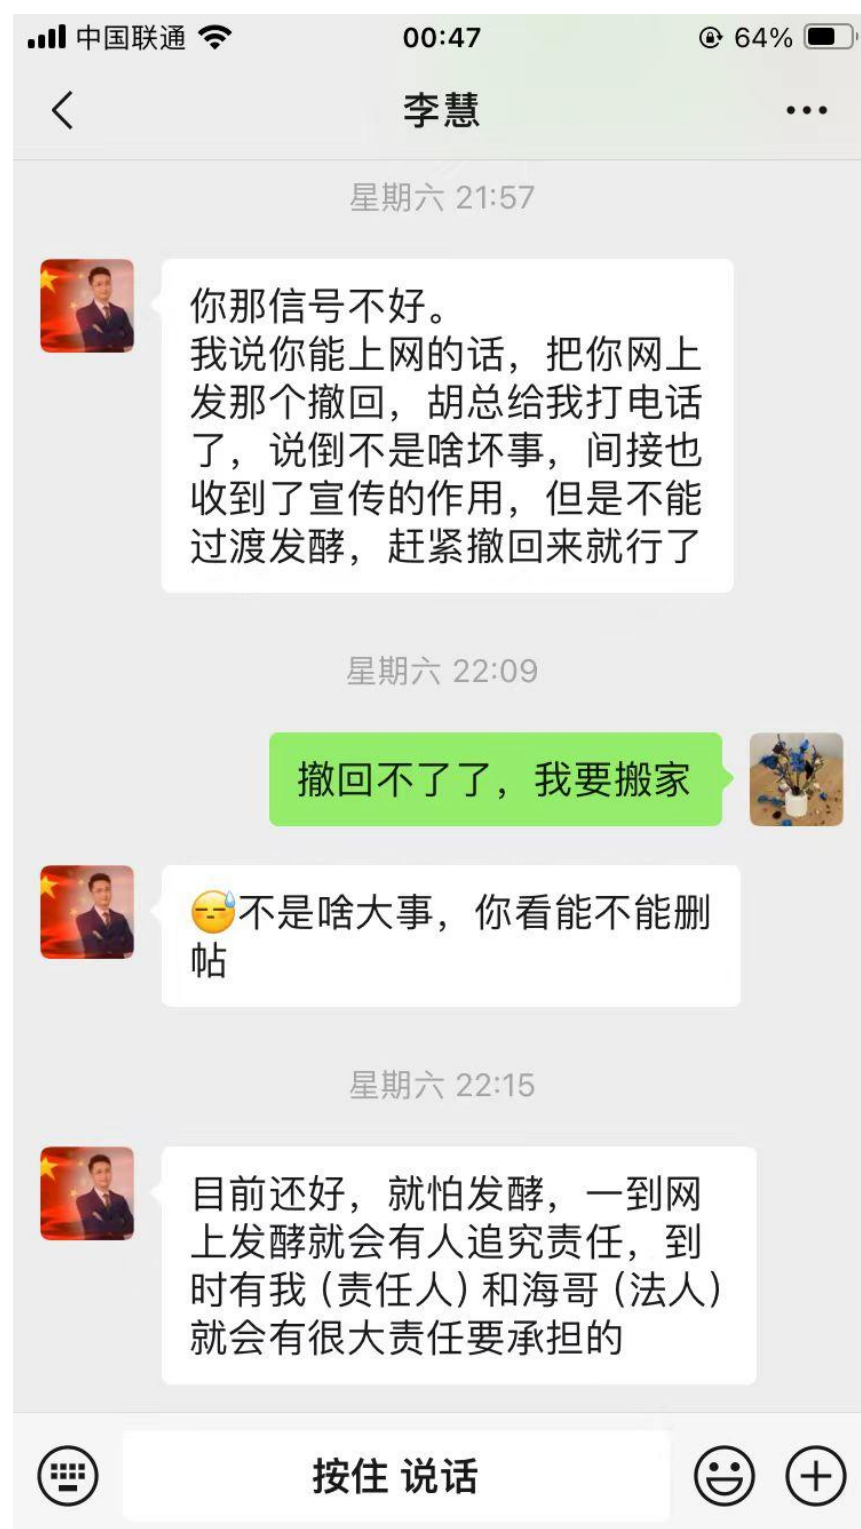 中国联通 00:47 64%
李慧
星期六 21:57
你那信号不好。
我说你能上网的话，把你网上
发那个撤回，胡总给我打电话
了，说倒不是啥坏事，间接也
收到了宣传的作用，但是不能
过渡发酵，赶紧撤回来就行了
星期六 22:09
撤回不了了，我要搬家
😓不是啥大事，你看能不能删
帖
星期六 22:15
目前还好，就怕发酵，一到网
上发酵就会有人追究责任，到
时有我（责任人）和海哥（法人）
就会有很大责任要承担的
按住 说话